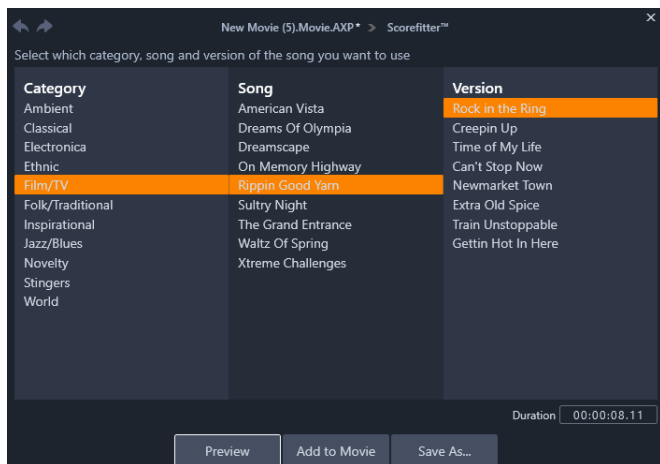 New Movie (5).Movie.AXP* > Scorefitter™
Select which category, song and version of the song you want to use
Category
Ambient
Classical
Electronica
Ethnic
Film/TV
Folk/Traditional
Inspirational
Jazz/Blues
Novelty
Stingers
World
Song
American Vista
Dreams Of Olympia
Dreamscape
On Memory Highway
Rippin Good Yarn
Sultry Night
The Grand Entrance
Waltz Of Spring
Xtreme Challenges
Version
Rock in the Ring
Creepin Up
Time of My Life
Can't Stop Now
Newmarket Town
Extra Old Spice
Train Unstoppable
Gettin Hot In Here
Duration 00:00:08.11
Preview Add to Movie Save As...